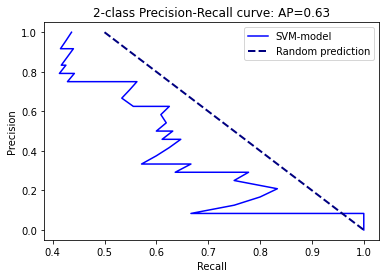 2-class Precision-Recall curve: AP=0.63
SVM-model
Random prediction
1.0
0.8
0.6
0.4
0.2
0.0
Precision
0.4 0.5 0.6 0.7 0.8 0.9 1.0
Recall